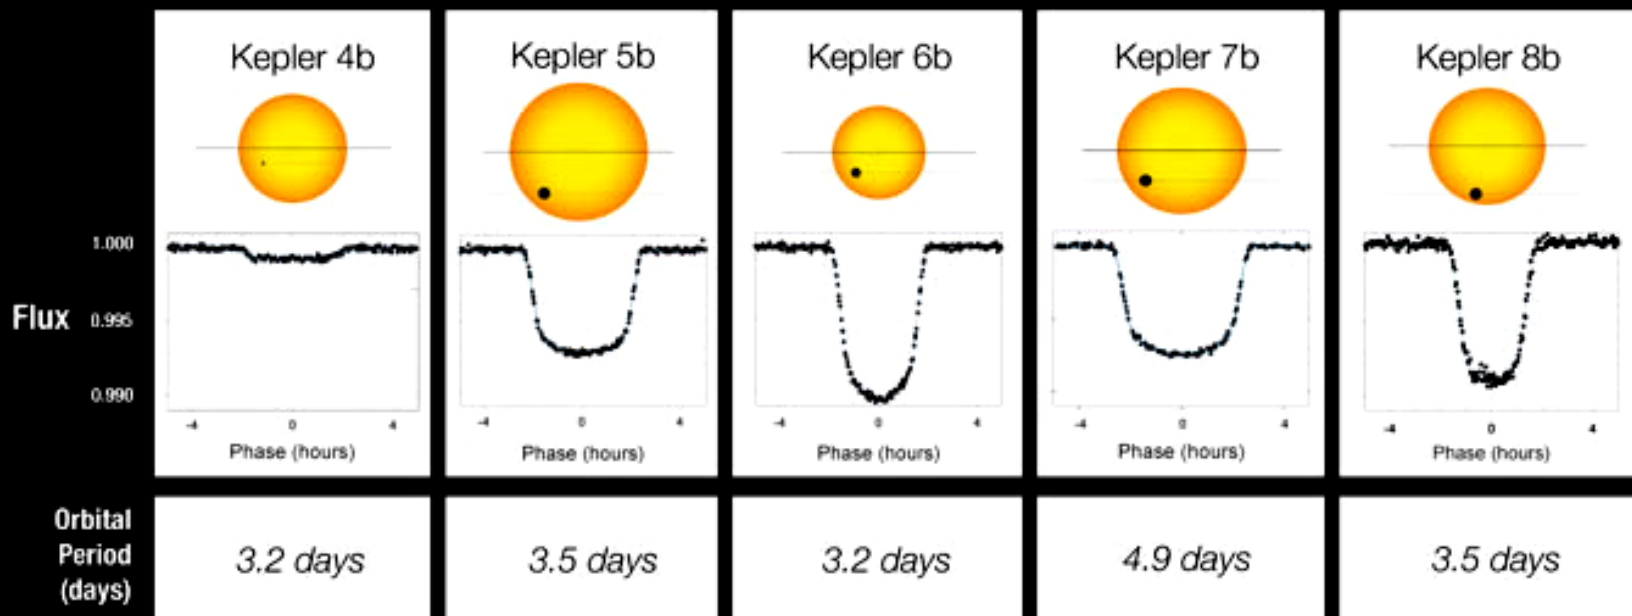 Kepler 4b
Kepler 5b
Kepler 6b
Kepler 7b
Kepler 8b
Flux
1.000
0.995
0.990
-4 0 4
-4 0 4
-4 0 4
-4 0 4
-4 0 4
Phase (hours)
Phase (hours)
Phase (hours)
Phase (hours)
Phase (hours)
Orbital
Period
(days)
3.2 days
3.5 days
3.2 days
4.9 days
3.5 days